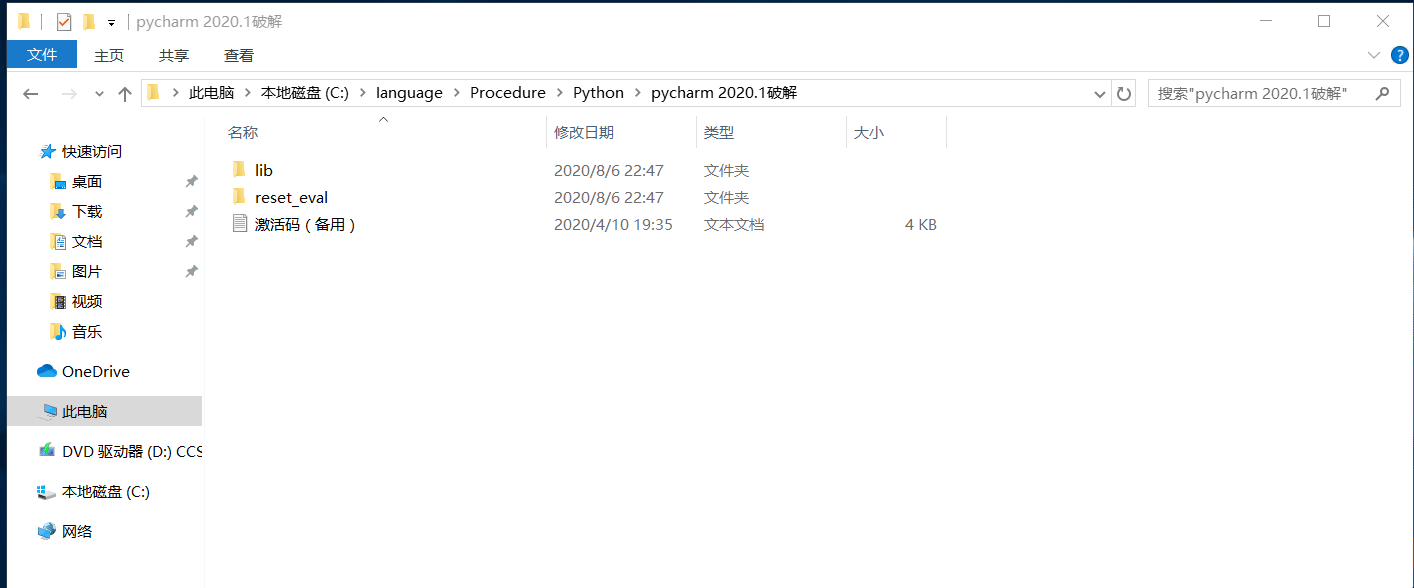 pycharm 2020.1破解
文件 主页 共享 查看
此电脑 本地磁盘 (C:) language Procedure Python pycharm 2020.1破解 搜索"pycharm 2020.1破解"
名称 修改日期 类型 大小
快速访问
桌面
下载
文档
图片
视频
音乐
OneDrive
此电脑
DVD 驱动器 (D:) CCS
本地磁盘 (C:)
网络
lib 2020/8/6 22:47 文件夹
reset_eval 2020/8/6 22:47 文件夹
激活码（备用） 2020/4/10 19:35 文本文档 4 KB